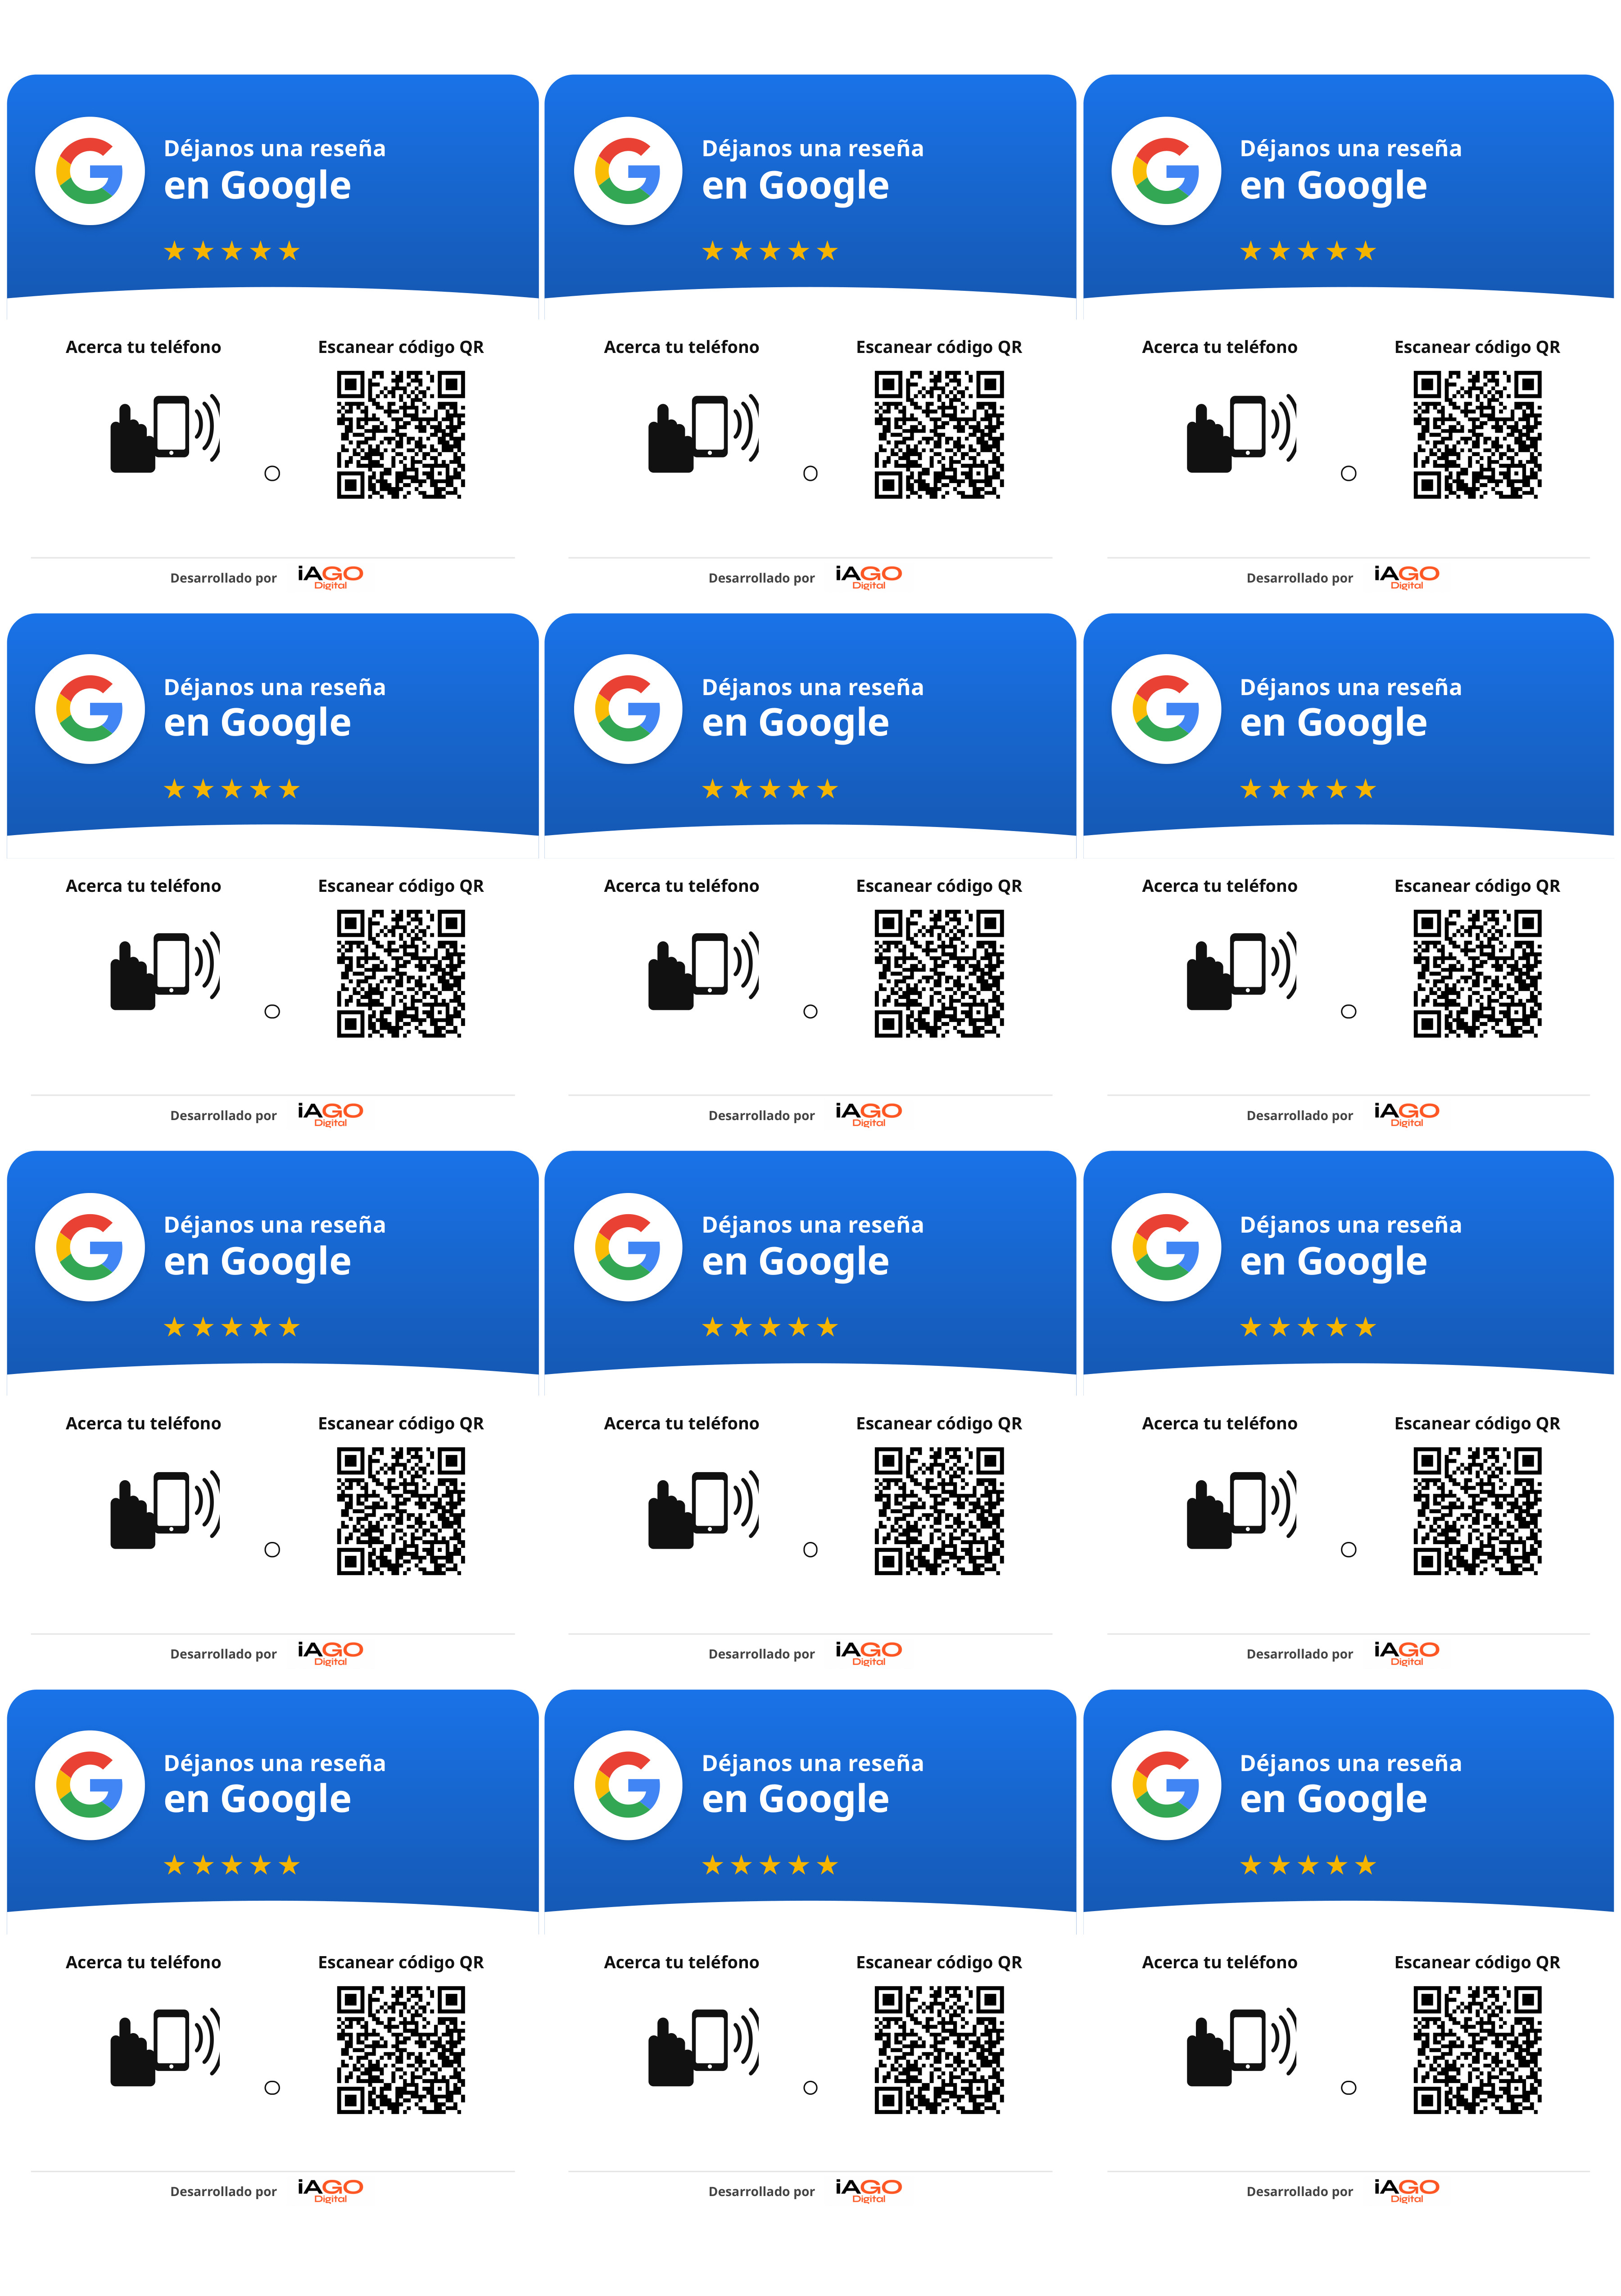 Déjanos una reseña
en Google
Acerca tu teléfono
Escanear código QR
O
Desarrollado por iAGO
Digital
Déjanos una reseña
en Google
Acerca tu teléfono
Escanear código QR
O
Desarrollado por iAGO
Digital
Déjanos una reseña
en Google
Acerca tu teléfono
Escanear código QR
O
Desarrollado por iAGO
Digital
Déjanos una reseña
en Google
Acerca tu teléfono
Escanear código QR
O
Desarrollado por iAGO
Digital
Déjanos una reseña
en Google
Acerca tu teléfono
Escanear código QR
O
Desarrollado por iAGO
Digital
Déjanos una reseña
en Google
Acerca tu teléfono
Escanear código QR
O
Desarrollado por iAGO
Digital
Déjanos una reseña
en Google
Acerca tu teléfono
Escanear código QR
O
Desarrollado por iAGO
Digital
Déjanos una reseña
en Google
Acerca tu teléfono
Escanear código QR
O
Desarrollado por iAGO
Digital
Déjanos una reseña
en Google
Acerca tu teléfono
Escanear código QR
O
Desarrollado por iAGO
Digital
Déjanos una reseña
en Google
Acerca tu teléfono
Escanear código QR
O
Desarrollado por iAGO
Digital
Déjanos una reseña
en Google
Acerca tu teléfono
Escanear código QR
O
Desarrollado por iAGO
Digital
Déjanos una reseña
en Google
Acerca tu teléfono
Escanear código QR
O
Desarrollado por iAGO
Digital